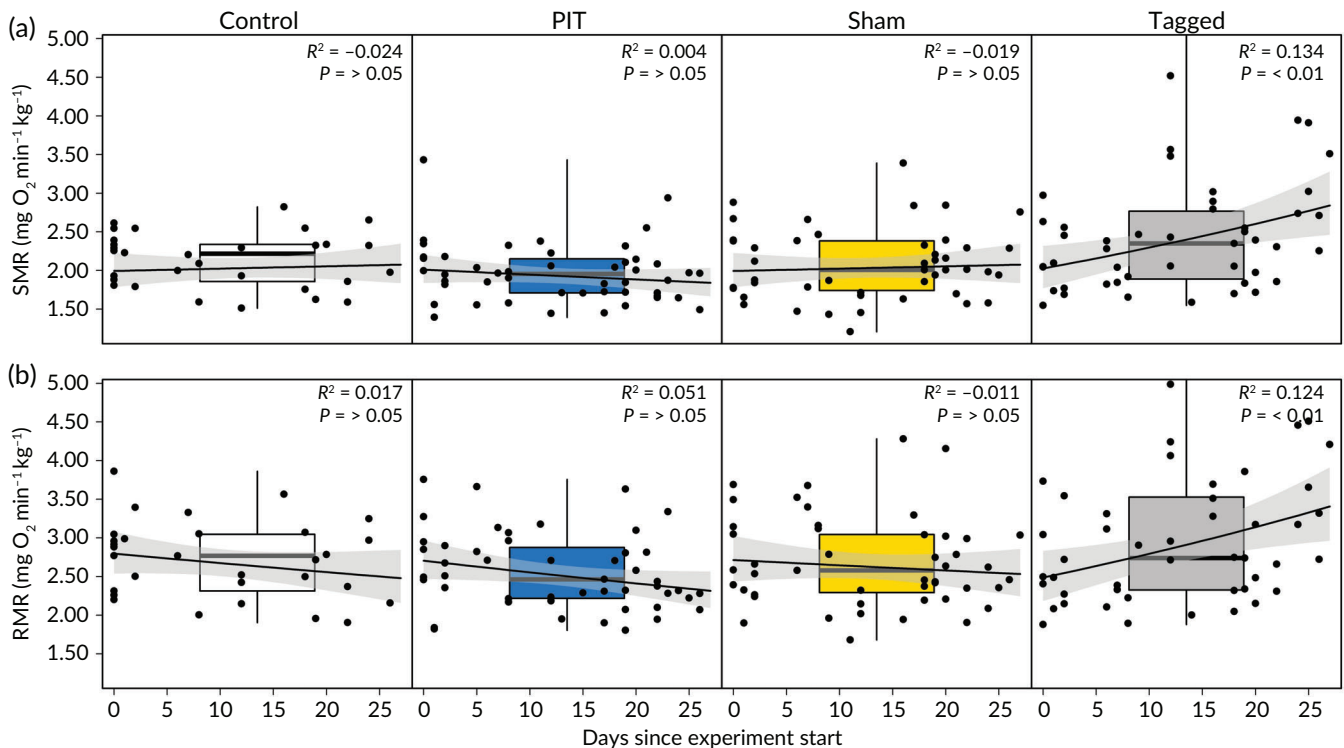 Control PIT Sham Tagged
(a)
R² = –0.024 R² = 0.004 R² = –0.019 R² = 0.134
P = > 0.05 P = > 0.05 P = > 0.05 P = < 0.01
SMR (mg O₂ min⁻¹ kg⁻¹)
5.00
4.50
4.00
3.50
3.00
2.50
2.00
1.50
(b)
R² = 0.017 R² = 0.051 R² = –0.011 R² = 0.124
P = > 0.05 P = > 0.05 P = > 0.05 P = < 0.01
RMR (mg O₂ min⁻¹ kg⁻¹)
5.00
4.50
4.00
3.50
3.00
2.50
2.00
1.50
0 5 10 15 20 25 0 5 10 15 20 25 0 5 10 15 20 25 0 5 10 15 20 25
Days since experiment start